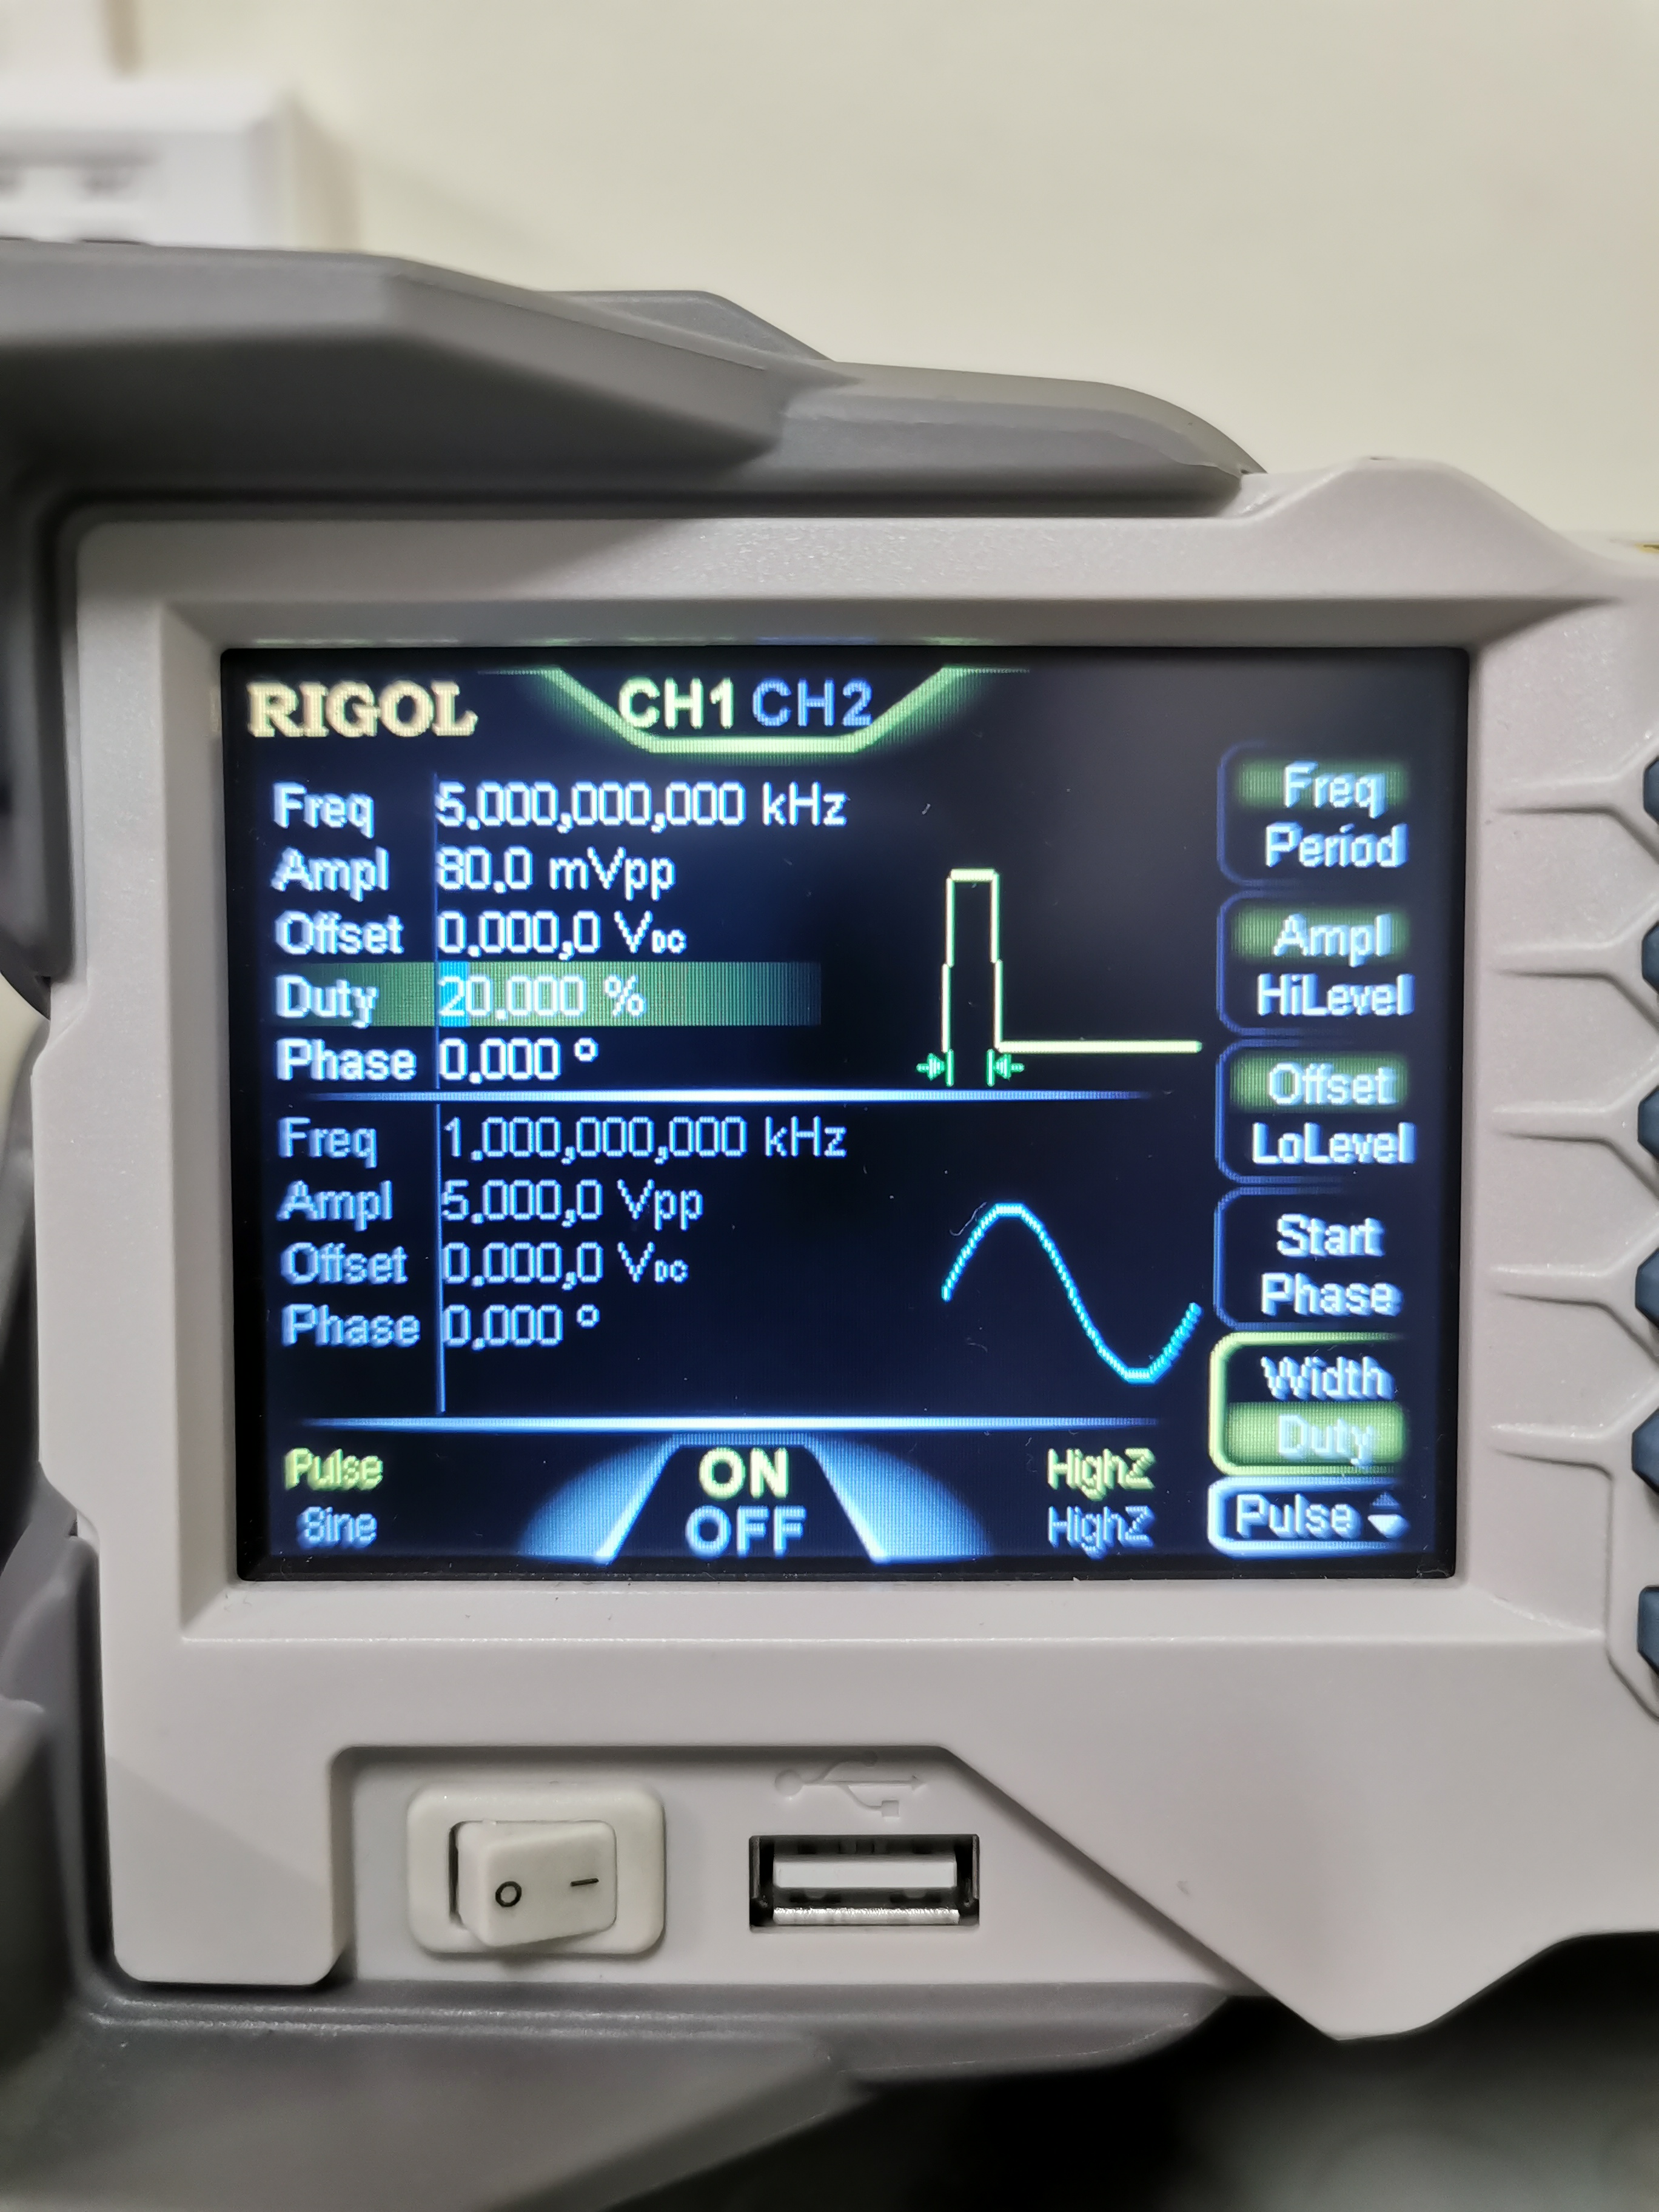 RIGOL CH1 CH2
Freq 5.000,000,000 kHz
Ampl 80.0 mVpp
Offset 0.000,0 VDC
Duty 20.000 %
Phase 0.000 °
Freq 1.000,000,000 kHz
Ampl 5.000,0 Vpp
Offset 0.000,0 VDC
Phase 0.000 °
Pulse ON HighZ
Sine OFF HighZ
Freq
Period
Ampl
HiLevel
Offset
LoLevel
Start
Phase
Width
Duty
Pulse
O –